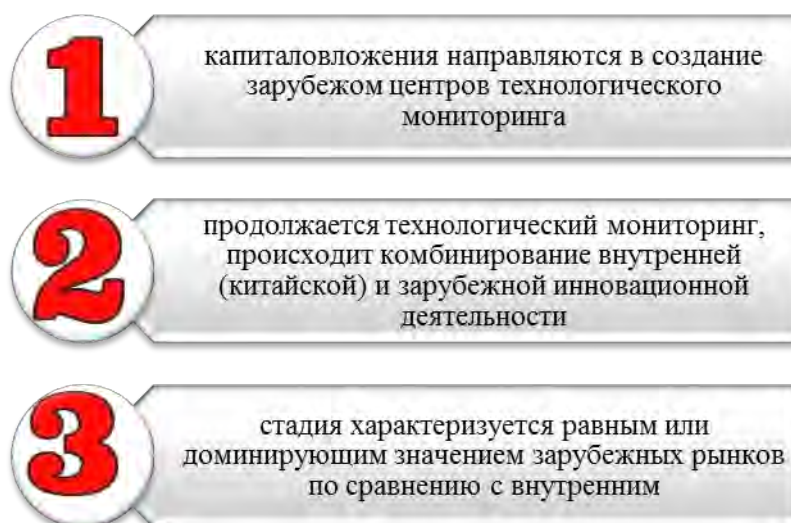 1
капиталовложения направляются в создание
зарубежом центров технологического
мониторинга
2
продолжается технологический мониторинг,
происходит комбинирование внутренней
(китайской) и зарубежной инновационной
деятельности
3
стадия характеризуется равным или
доминирующим значением зарубежных рынков
по сравнению с внутренним